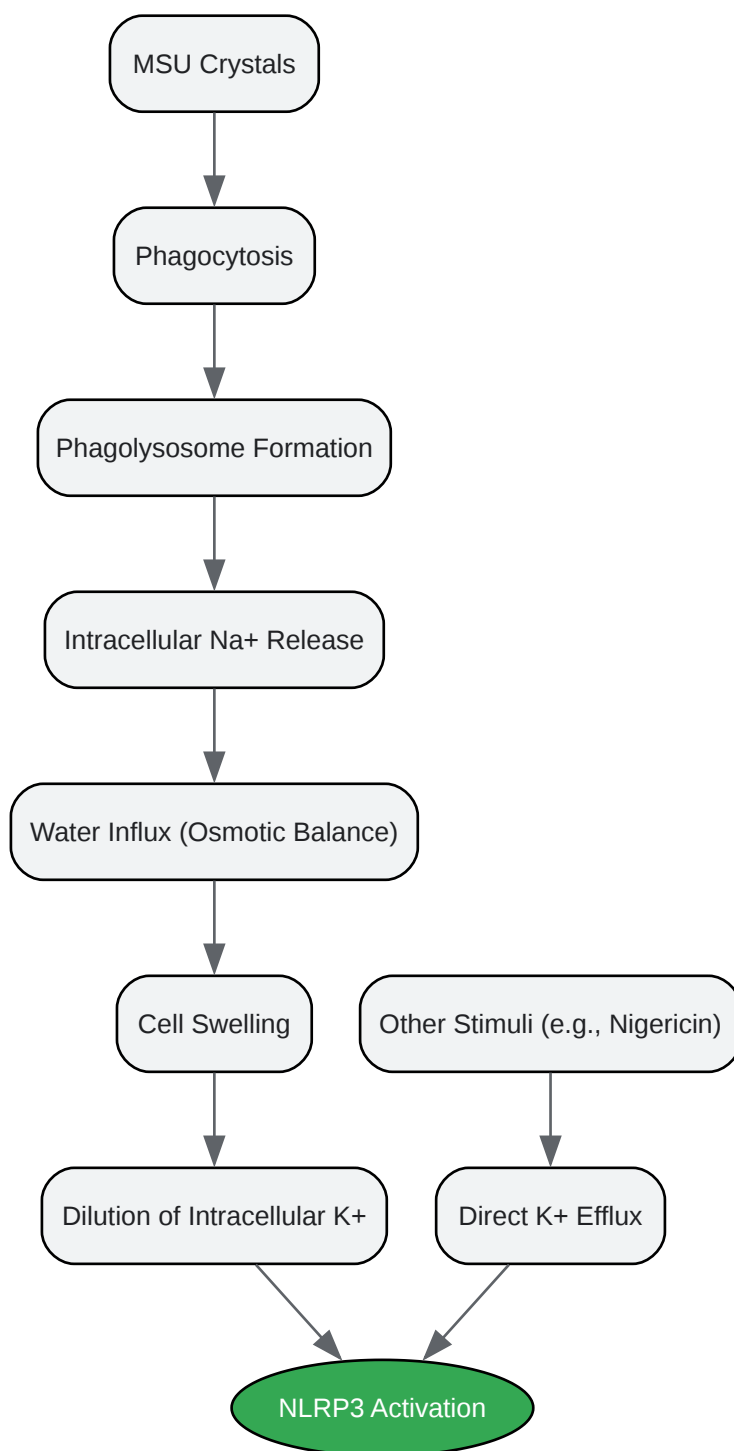 MSU Crystals
Phagocytosis
Phagolysosome Formation
Intracellular Na+ Release
Water Influx (Osmotic Balance)
Cell Swelling
Other Stimuli (e.g., Nigericin)
Dilution of Intracellular K+
Direct K+ Efflux
NLRP3 Activation